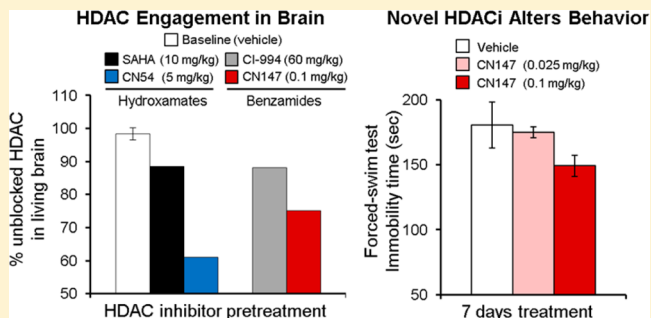 HDAC Engagement in Brain
Baseline (vehicle)
SAHA (10 mg/kg)
CI-994 (60 mg/kg)
CN54 (5 mg/kg)
CN147 (0.1 mg/kg)
Hydroxamates
Benzamides
% unblocked HDAC
in living brain
110
100
90
80
70
60
50
HDAC inhibitor pretreatment
Novel HDACi Alters Behavior
Vehicle
CN147 (0.025 mg/kg)
CN147 (0.1 mg/kg)
Forced-swim test
Immobility time (sec)
200
150
100
50
7 days treatment